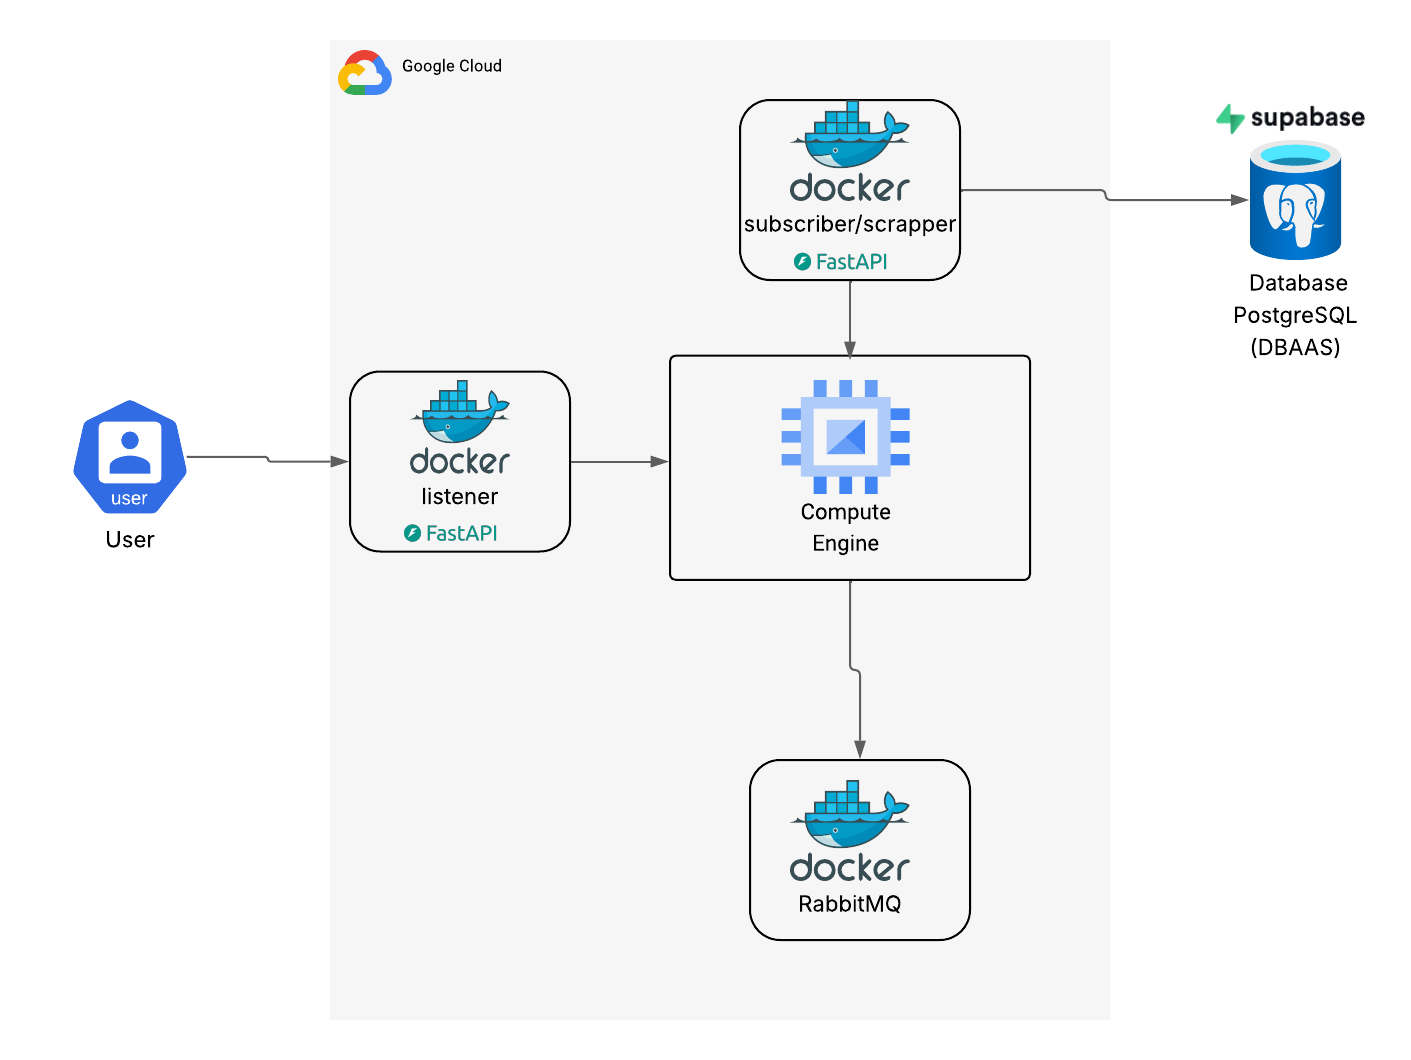 Google Cloud
docker
subscriber/scrapper
FastAPI
supabase
Database
PostgreSQL
(DBAAS)
user
User
docker
listener
FastAPI
Compute
Engine
docker
RabbitMQ